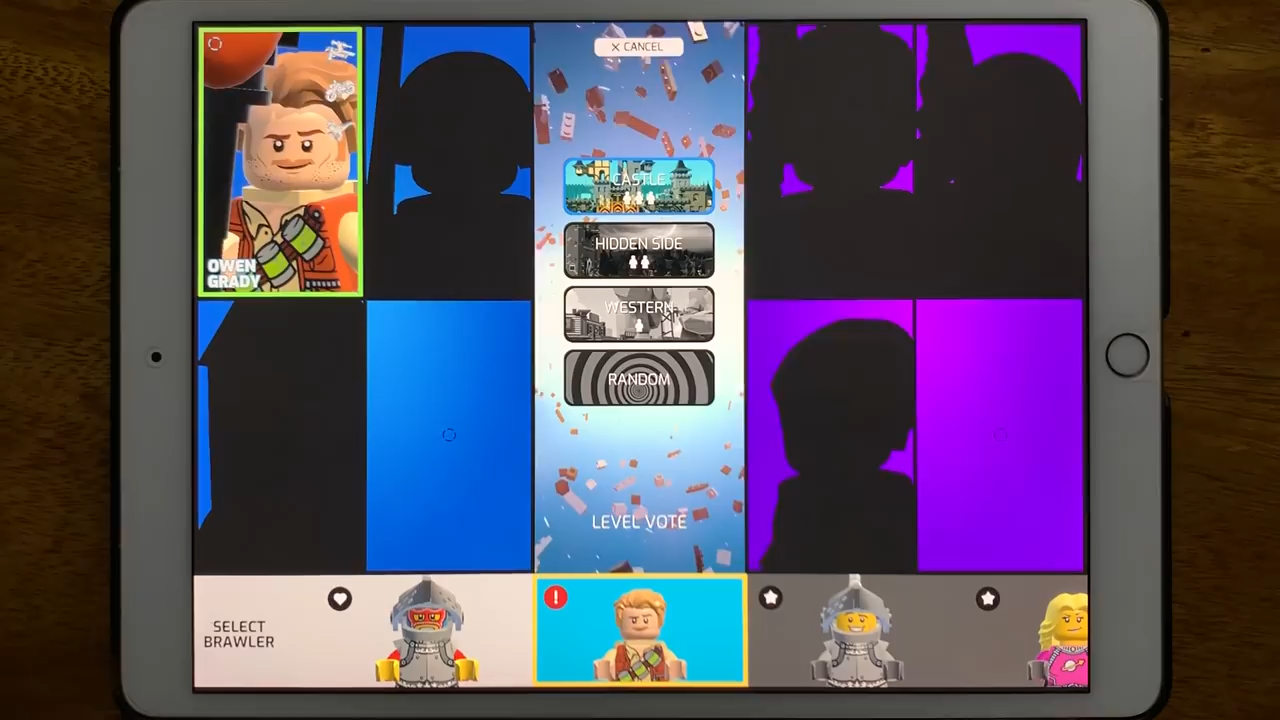 CANCEL
CASTLE
HIDDEN SIDE
WESTERN
RANDOM
OWEN
GRADY
LEVEL VOTE
SELECT
BRAWLER